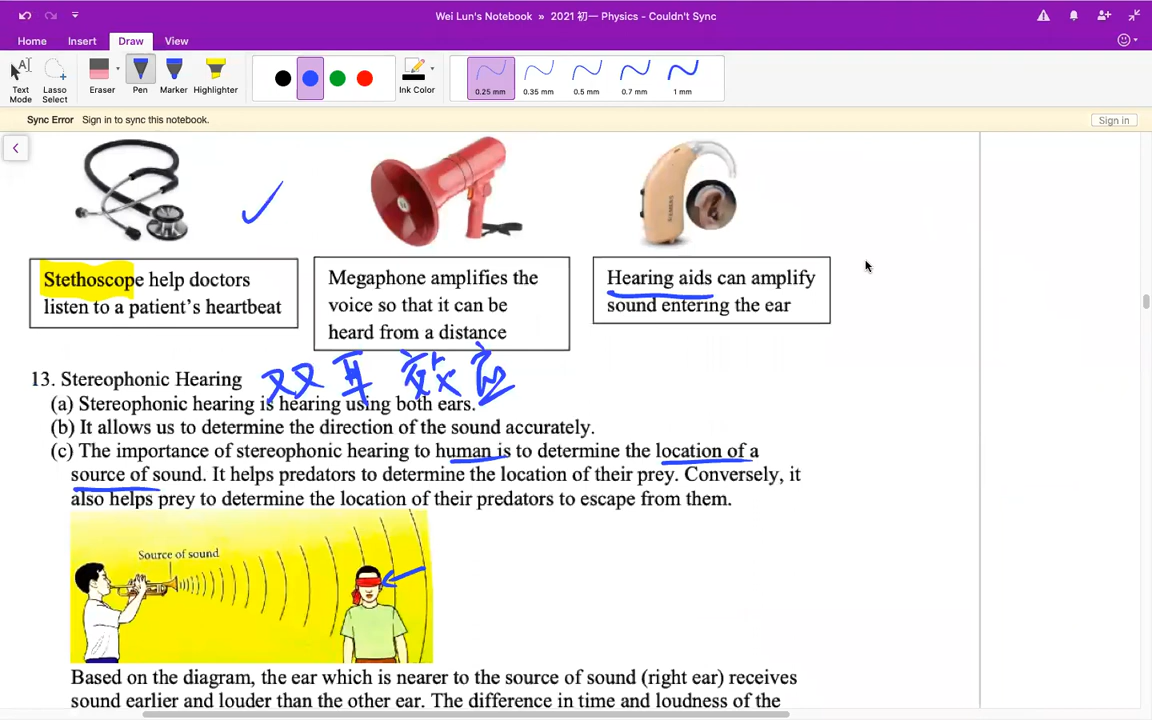 Wei Lun's Notebook » 2021 初一 Physics - Couldn't Sync
Home Insert Draw View
Text Mode
Lasso Select
Eraser
Pen
Marker
Highlighter
Ink Color
0.25 mm
0.35 mm
0.5 mm
0.7 mm
1 mm
Sync Error Sign in to sync this notebook.
Sign in
Stethoscope help doctors
listen to a patient's heartbeat
Megaphone amplifies the
voice so that it can be
heard from a distance
Hearing aids can amplify
sound entering the ear
13. Stereophonic Hearing 双耳效应
(a) Stereophonic hearing is hearing using both ears.
(b) It allows us to determine the direction of the sound accurately.
(c) The importance of stereophonic hearing to human is to determine the location of a
source of sound. It helps predators to determine the location of their prey. Conversely, it
also helps prey to determine the location of their predators to escape from them.
Source of sound
Based on the diagram, the ear which is nearer to the source of sound (right ear) receives
sound earlier and louder than the other ear. The difference in time and loudness of the